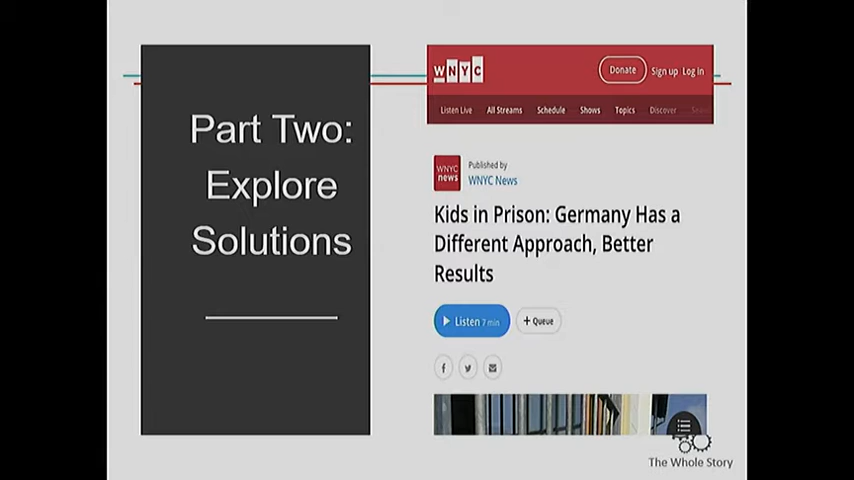 Part Two:
Explore
Solutions
WNYC
Donate
Sign up Log in
Listen Live All Streams Schedule Shows Topics Discover
WNYC
news
Published by
WNYC News
Kids in Prison: Germany Has a
Different Approach, Better
Results
Listen 7 min
+ Queue
The Whole Story